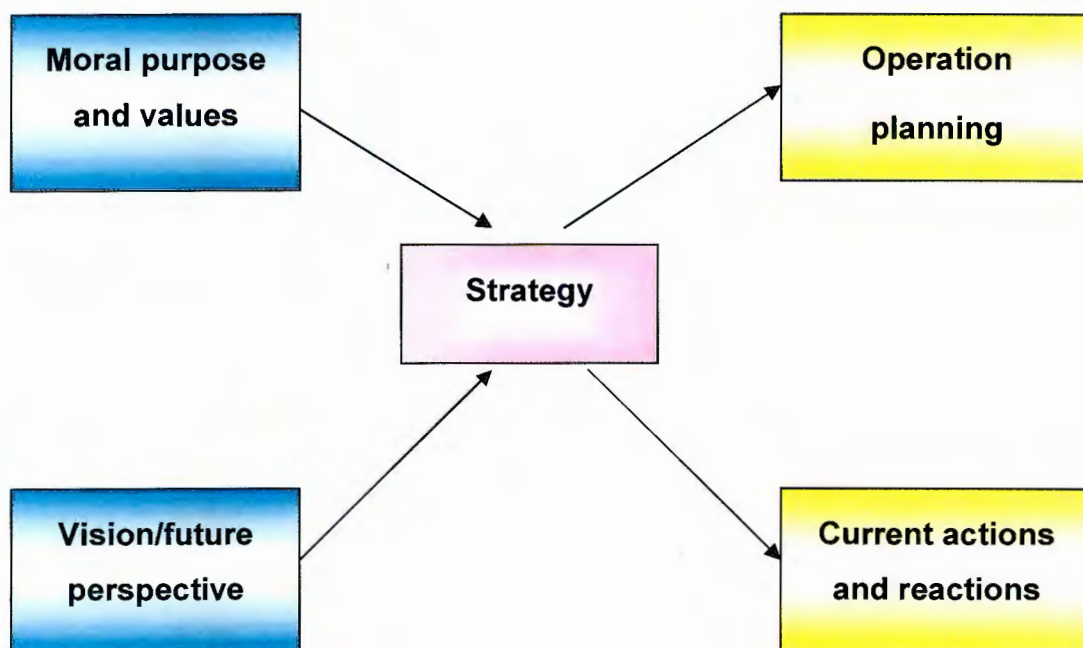 Moral purpose
and values
Operation
planning
Strategy
Vision/future
perspective
Current actions
and reactions